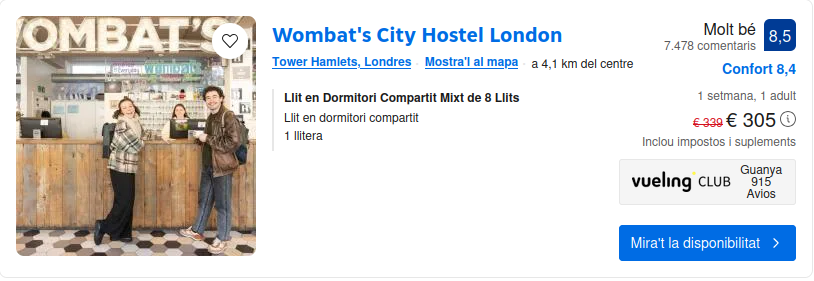 OMBAT'S
Wombat's City Hostel London
Tower Hamlets, Londres
Mostra'l al mapa
a 4,1 km del centre
Llit en Dormitori Compartit Mixt de 8 Llits
Llit en dormitori compartit
1 llitera
Molt bé
8,5
7.478 comentaris
Confort 8,4
1 setmana, 1 adult
€ 339 € 305
Inclou impostos i suplements
vueling CLUB
Guanya
915
Avios
Mira't la disponibilitat